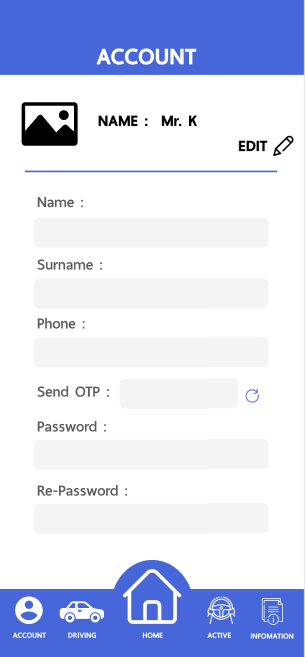 ACCOUNT
NAME : Mr. K
EDIT
Name :
Surname :
Phone :
Send OTP :
Password :
Re-Password :
ACCOUNT DRIVING HOME ACTIVE INFOMATION